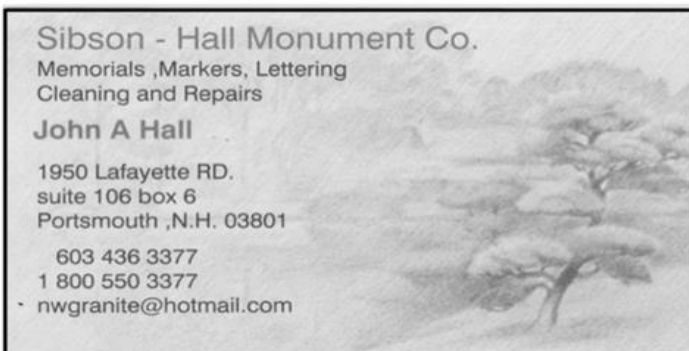 Sibson - Hall Monument Co.
Memorials ,Markers, Lettering
Cleaning and Repairs
John A Hall
1950 Lafayette RD.
suite 106 box 6
Portsmouth ,N.H. 03801
603 436 3377
1 800 550 3377
nwgranite@hotmail.com